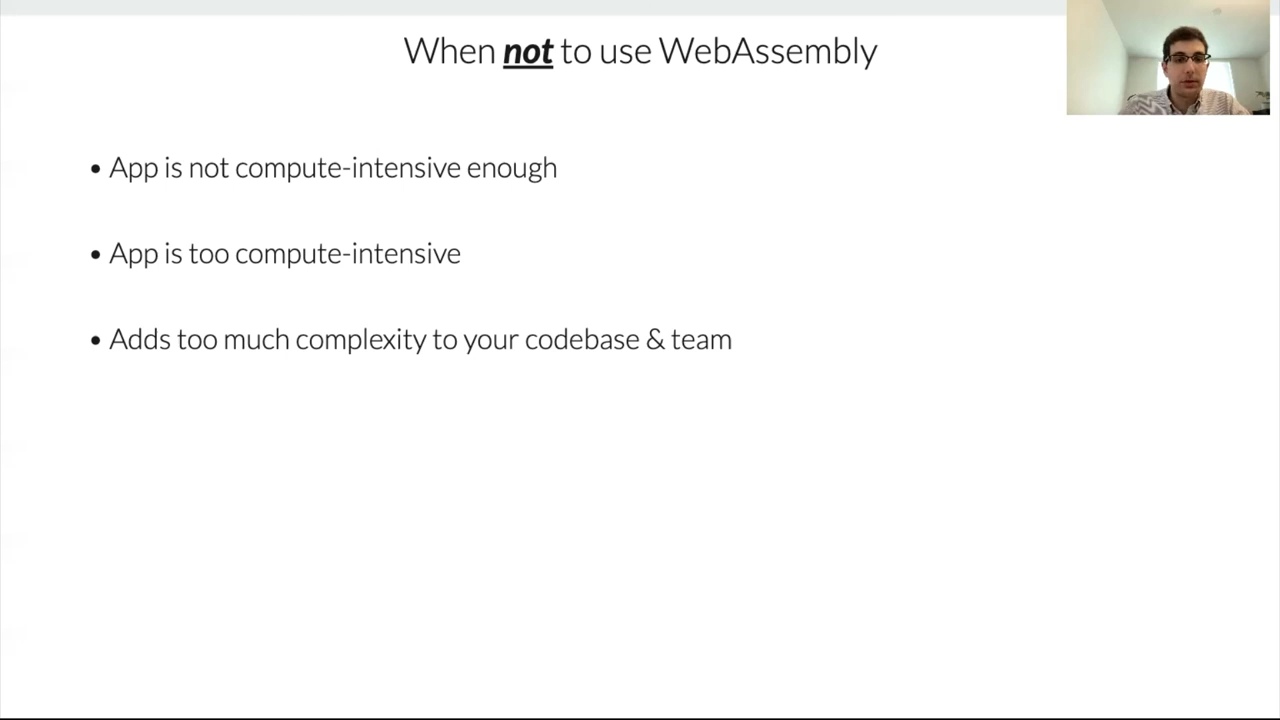 When not to use WebAssembly
• App is not compute-intensive enough
• App is too compute-intensive
• Adds too much complexity to your codebase & team